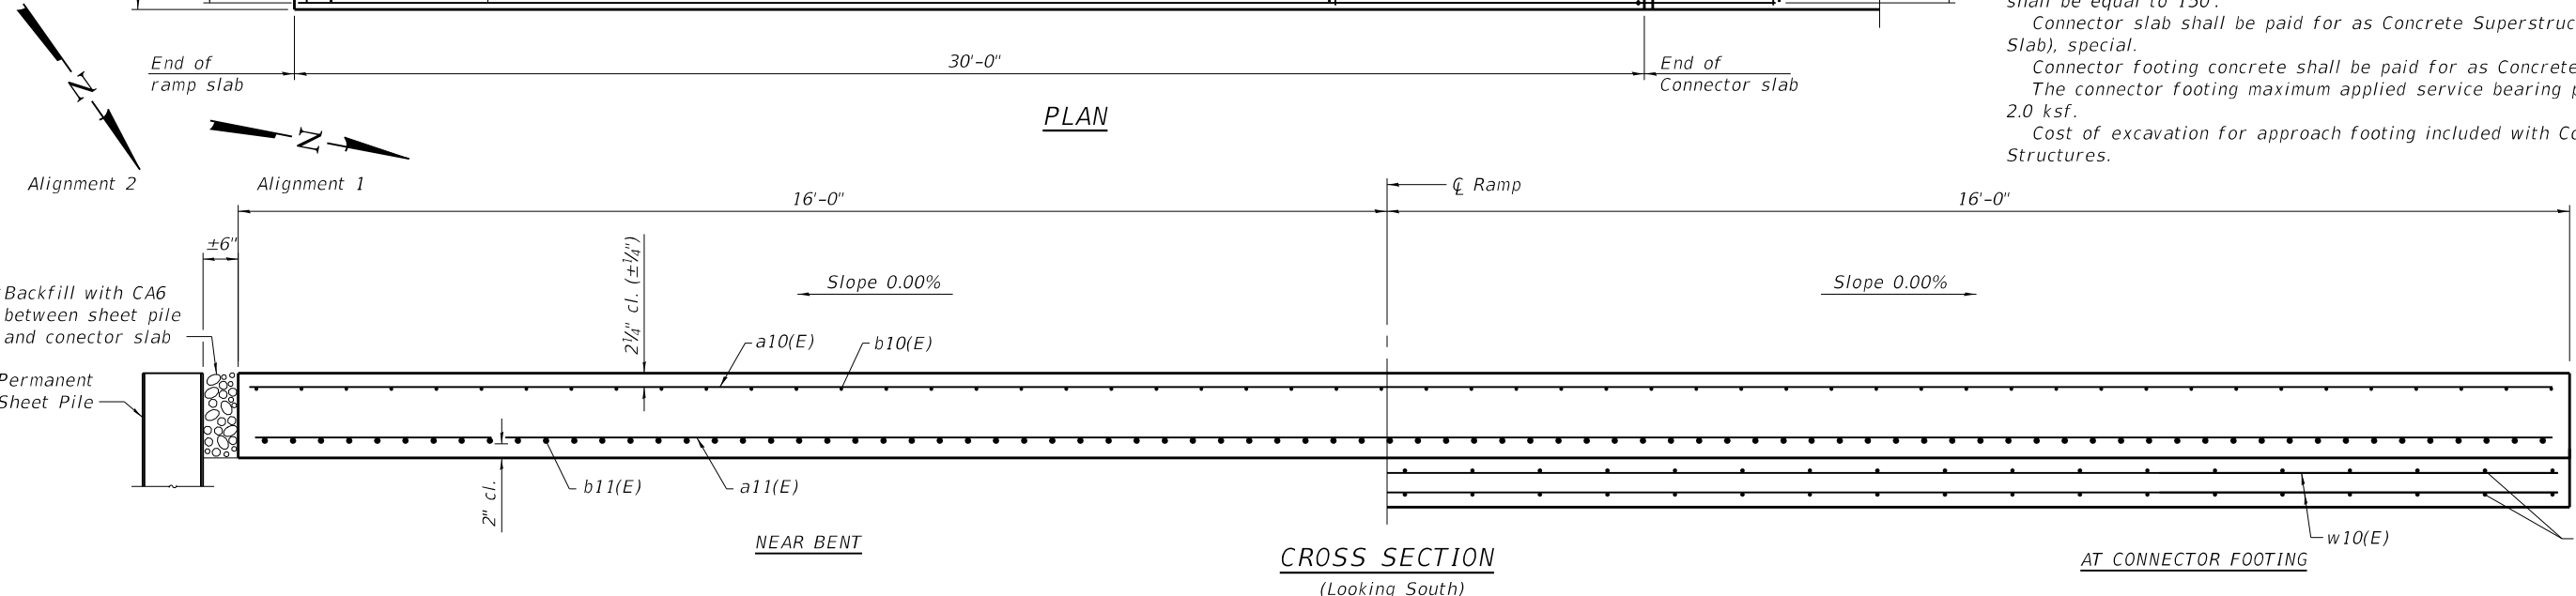 shall be equal to 150'.
Connector slab shall be paid for as Concrete
Slab), special.
Connector footing concrete shall be paid for as Concrete
The connector footing maximum applied service bearing
2.0 ksf.
Cost of excavation for approach footing included with
Structures.
End of
ramp slab
30'-0"
End of
Connector slab
PLAN
N
N
Alignment 2
Alignment 1
℄ Ramp
16'-0"
16'-0"
±6"
2¼" cl. (±¼")
Slope 0.00%
Slope 0.00%
Backfill with CA6
between sheet pile
and conector slab
a10(E)
b10(E)
Permanent
Sheet Pile
b11(E)
a11(E)
2" cl.
w10(E)
NEAR BENT
CROSS SECTION
(Looking South)
AT CONNECTOR FOOTING